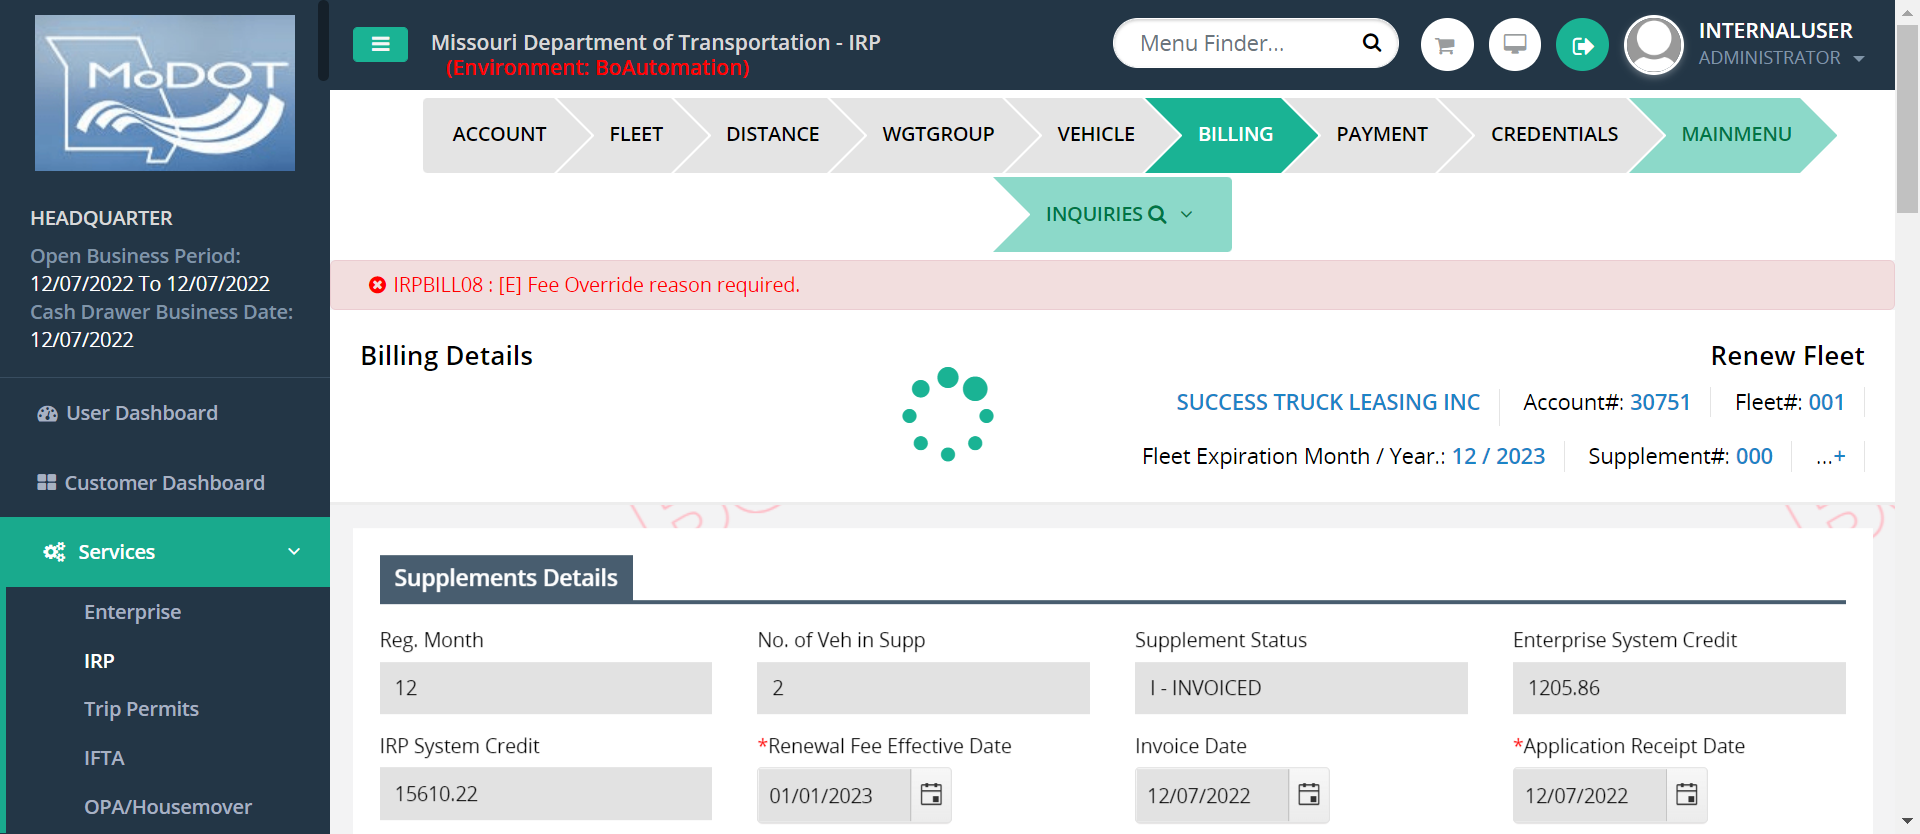 MoDOT
Missouri Department of Transportation - IRP
(Environment: BoAutomation)
Menu Finder...
INTERNALUSER
ADMINISTRATOR
HEADQUARTER
Open Business Period:
12/07/2022 To 12/07/2022
Cash Drawer Business Date:
12/07/2022
User Dashboard
Customer Dashboard
Services
Enterprise
IRP
Trip Permits
IFTA
OPA/Housemover
ACCOUNT
FLEET
DISTANCE
WGTGROUP
VEHICLE
BILLING
PAYMENT
CREDENTIALS
MAINMENU
INQUIRIES
IRPBILL08 : [E] Fee Override reason required.
Billing Details
Renew Fleet
SUCCESS TRUCK LEASING INC
Account#: 30751
Fleet#: 001
Fleet Expiration Month / Year.: 12 / 2023
Supplement#: 000
...+
Supplements Details
Reg. Month
12
No. of Veh in Supp
2
Supplement Status
I - INVOICED
Enterprise System Credit
1205.86
IRP System Credit
15610.22
*Renewal Fee Effective Date
01/01/2023
Invoice Date
12/07/2022
*Application Receipt Date
12/07/2022